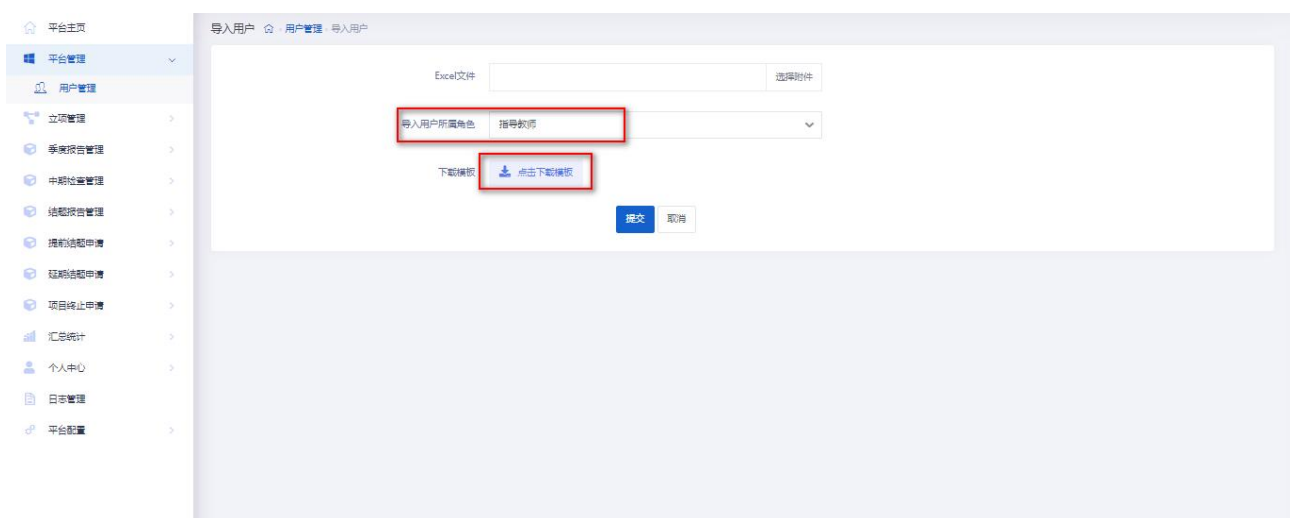 平台主页
平台管理
用户管理
立项管理
季度报告管理
中期检查管理
结题报告管理
提前结题申请
延期结题申请
项目终止申请
汇总统计
个人中心
日志管理
平台配置
导入用户 用户管理 - 导入用户
Excel文件 选择附件
导入用户所属角色 指导教师
下载模板 点击下载模板
提交 取消